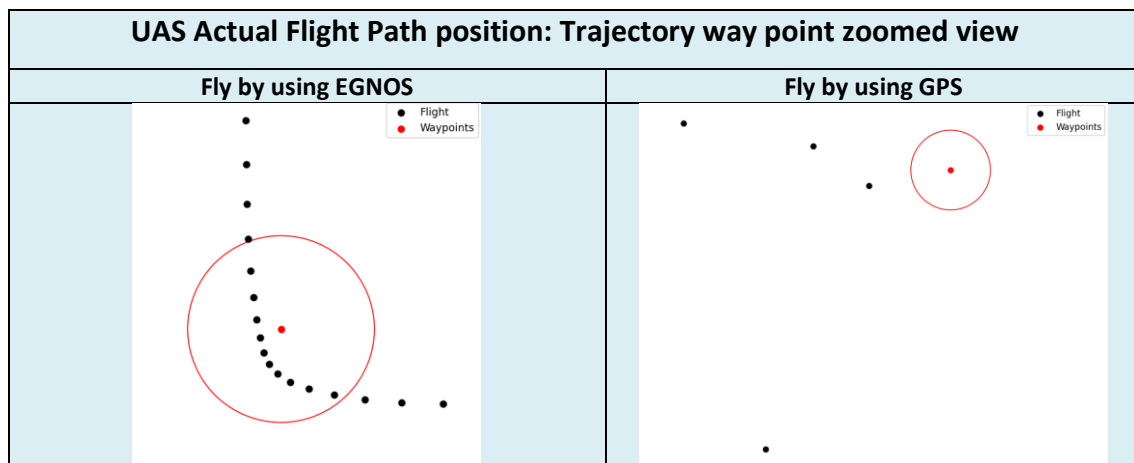 UAS Actual Flight Path position: Trajectory way point zoomed view
Fly by using EGNOS
Fly by using GPS
Flight
Waypoints
Flight
Waypoints